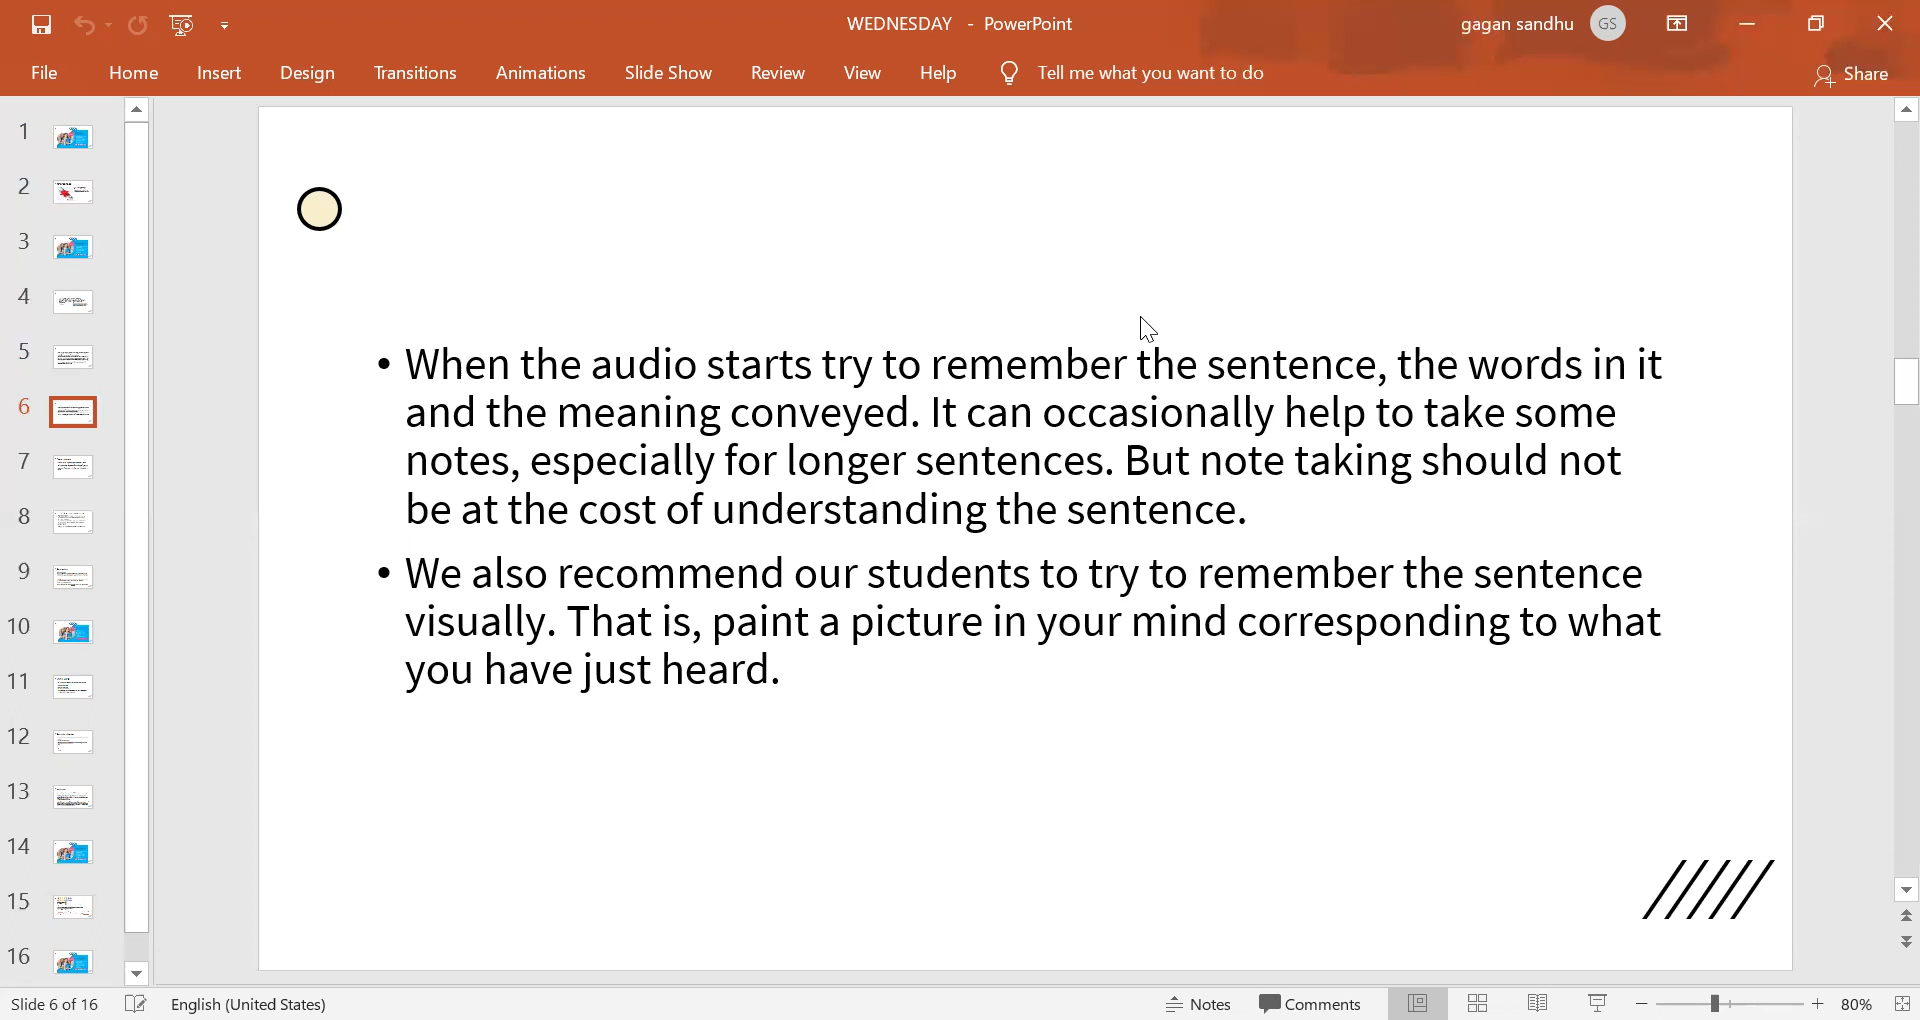 WEDNESDAY - PowerPoint
gagan sandhu GS
File Home Insert Design Transitions Animations Slide Show Review View Help Tell me what you want to do Share
1
2
3
4
5
6
7
8
9
10
11
12
13
14
15
16
• When the audio starts try to remember the sentence, the words in it
and the meaning conveyed. It can occasionally help to take some
notes, especially for longer sentences. But note taking should not
be at the cost of understanding the sentence.
• We also recommend our students to try to remember the sentence
visually. That is, paint a picture in your mind corresponding to what
you have just heard.
Slide 6 of 16 English (United States) Notes Comments 80%